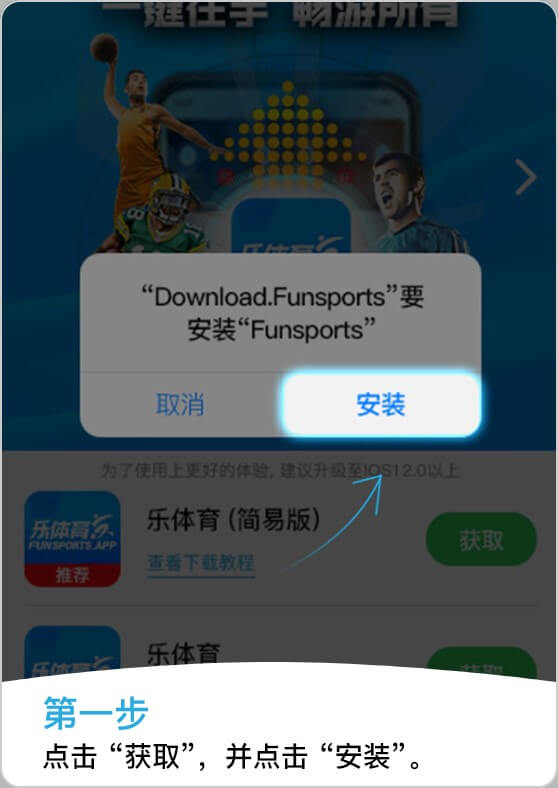 一键在手 畅游所有
乐体育
“Download.Funsports”要
安装“Funsports”
取消
安装
为了使用上更好的体验, 建议升级至IOS12.0以上
乐体育
FUNSPORTS.APP
推荐
乐体育 (简易版)
查看下载教程
获取
乐体育
乐体育
获取
第一步
点击 “获取”，并点击 “安装”。